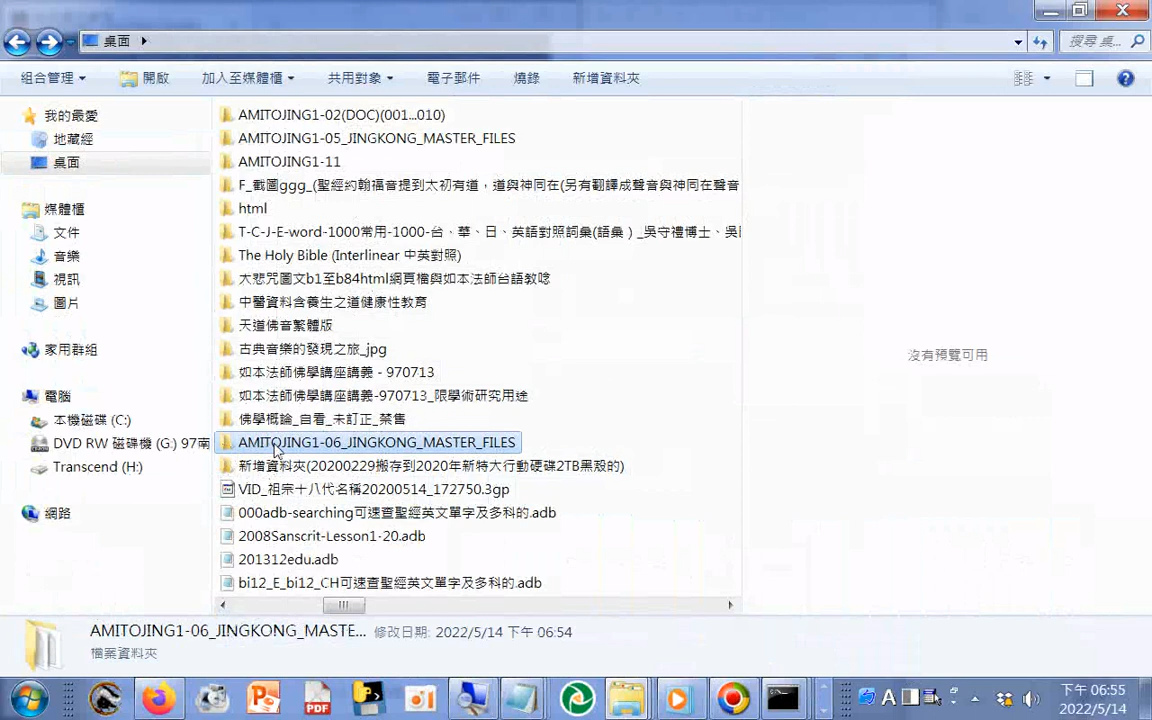 桌面
搜尋 桌...
組合管理
開啟
加入至媒體櫃
共用對象
電子郵件
燒錄
新增資料夾
我的最愛
地藏經
桌面
媒體櫃
文件
音樂
視訊
圖片
家用群組
電腦
本機磁碟 (C:)
DVD RW 磁碟機 (G:) 97南
Transcend (H:)
網路
AMITOJING1-02(DOC)(001...010)
AMITOJING1-05_JINGKONG_MASTER_FILES
AMITOJING1-11
F_截圖ggg_(聖經約翰福音提到太初有道，道與神同在(另有翻譯成聲音與神同在聲音
html
T-C-J-E-word-1000常用-1000-台、華、日、英語對照詞彙(語彙 )_吳守禮博士、吳
The Holy Bible (Interlinear 中英對照)
大悲咒圖文b1至b84html網頁檔與如本法師台語教唸
中醫資料含養生之道健康性教育
天道佛音繁體版
古典音樂的發現之旅_jpg
如本法師佛學講座講義 - 970713
如本法師佛學講座講義-970713_限學術研究用途
佛學概論_自看_未訂正_禁售
AMITOJING1-06_JINGKONG_MASTER_FILES
新增資料夾(20200229搬存到2020年新特大行動硬碟2TB黑殼的)
VID_祖宗十八代名稱20200514_172750.3gp
000adb-searching可速查聖經英文單字及多科的.adb
2008Sanscrit-Lesson1-20.adb
201312edu.adb
bi12_E_bi12_CH可速查聖經英文單字及多科的.adb
沒有預覽可用
AMITOJING1-06_JINGKONG_MASTE... 修改日期: 2022/5/14 下午 06:54
檔案資料夾
PDF
A
下午 06:55
2022/5/14